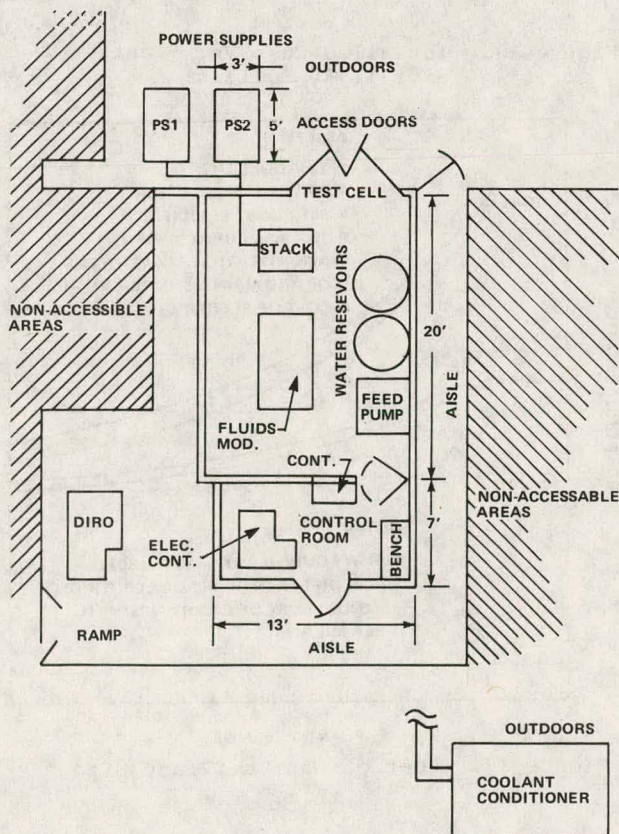 POWER SUPPLIES
3'
OUTDOORS
PS1
PS2
5'
ACCESS DOORS
TEST CELL
STACK
WATER RESEVOIRS
NON-ACCESSIBLE
AREAS
20'
AISLE
FEED
PUMP
FLUIDS
MOD.
CONT.
NON-ACCESSABLE
AREAS
DIRO
ELEC.
CONT.
CONTROL
ROOM
BENCH
7'
RAMP
13'
AISLE
OUTDOORS
COOLANT
CONDITIONER